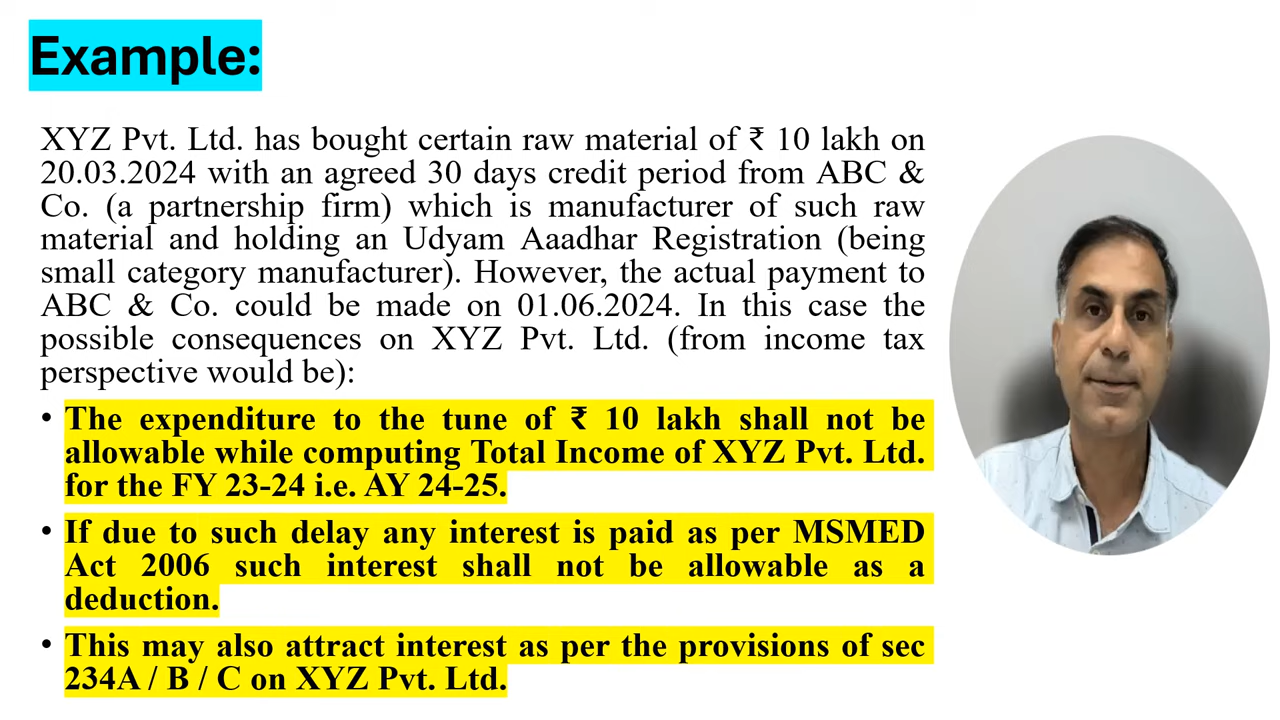 Example:
XYZ Pvt. Ltd. has bought certain raw material of ₹ 10 lakh on
20.03.2024 with an agreed 30 days credit period from ABC &
Co. (a partnership firm) which is manufacturer of such raw
material and holding an Udyam Aaadhar Registration (being
small category manufacturer). However, the actual payment to
ABC & Co. could be made on 01.06.2024. In this case the
possible consequences on XYZ Pvt. Ltd. (from income tax
perspective would be):
• The expenditure to the tune of ₹ 10 lakh shall not be
allowable while computing Total Income of XYZ Pvt. Ltd.
for the FY 23-24 i.e. AY 24-25.
• If due to such delay any interest is paid as per MSMED
Act 2006 such interest shall not be allowable as a
deduction.
• This may also attract interest as per the provisions of sec
234A / B / C on XYZ Pvt. Ltd.